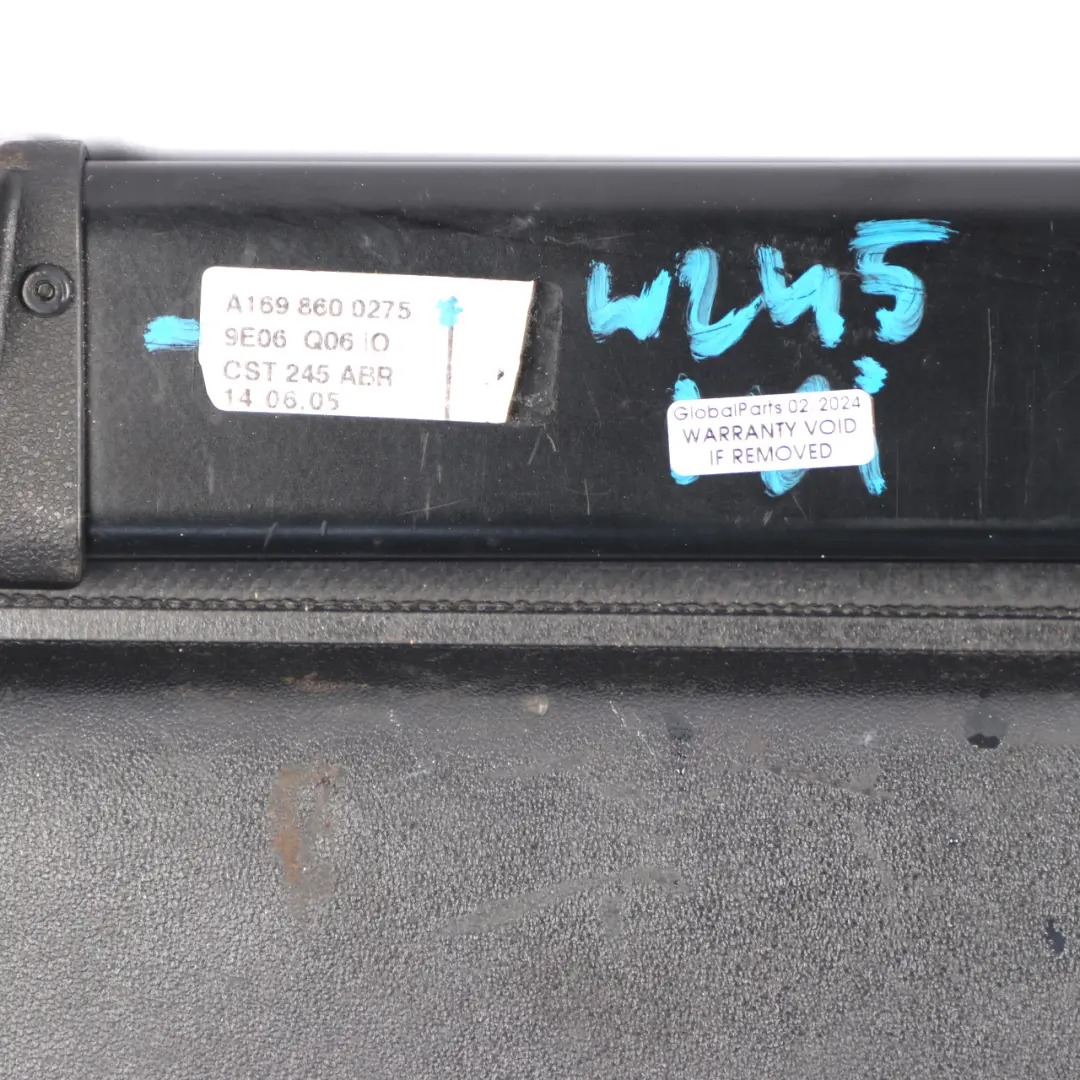 A169 860 0275
9E06 Q06 IO
CST 245 ABR
14 06.05
W245
GlobalParts 02. 2024
WARRANTY VOID
IF REMOVED